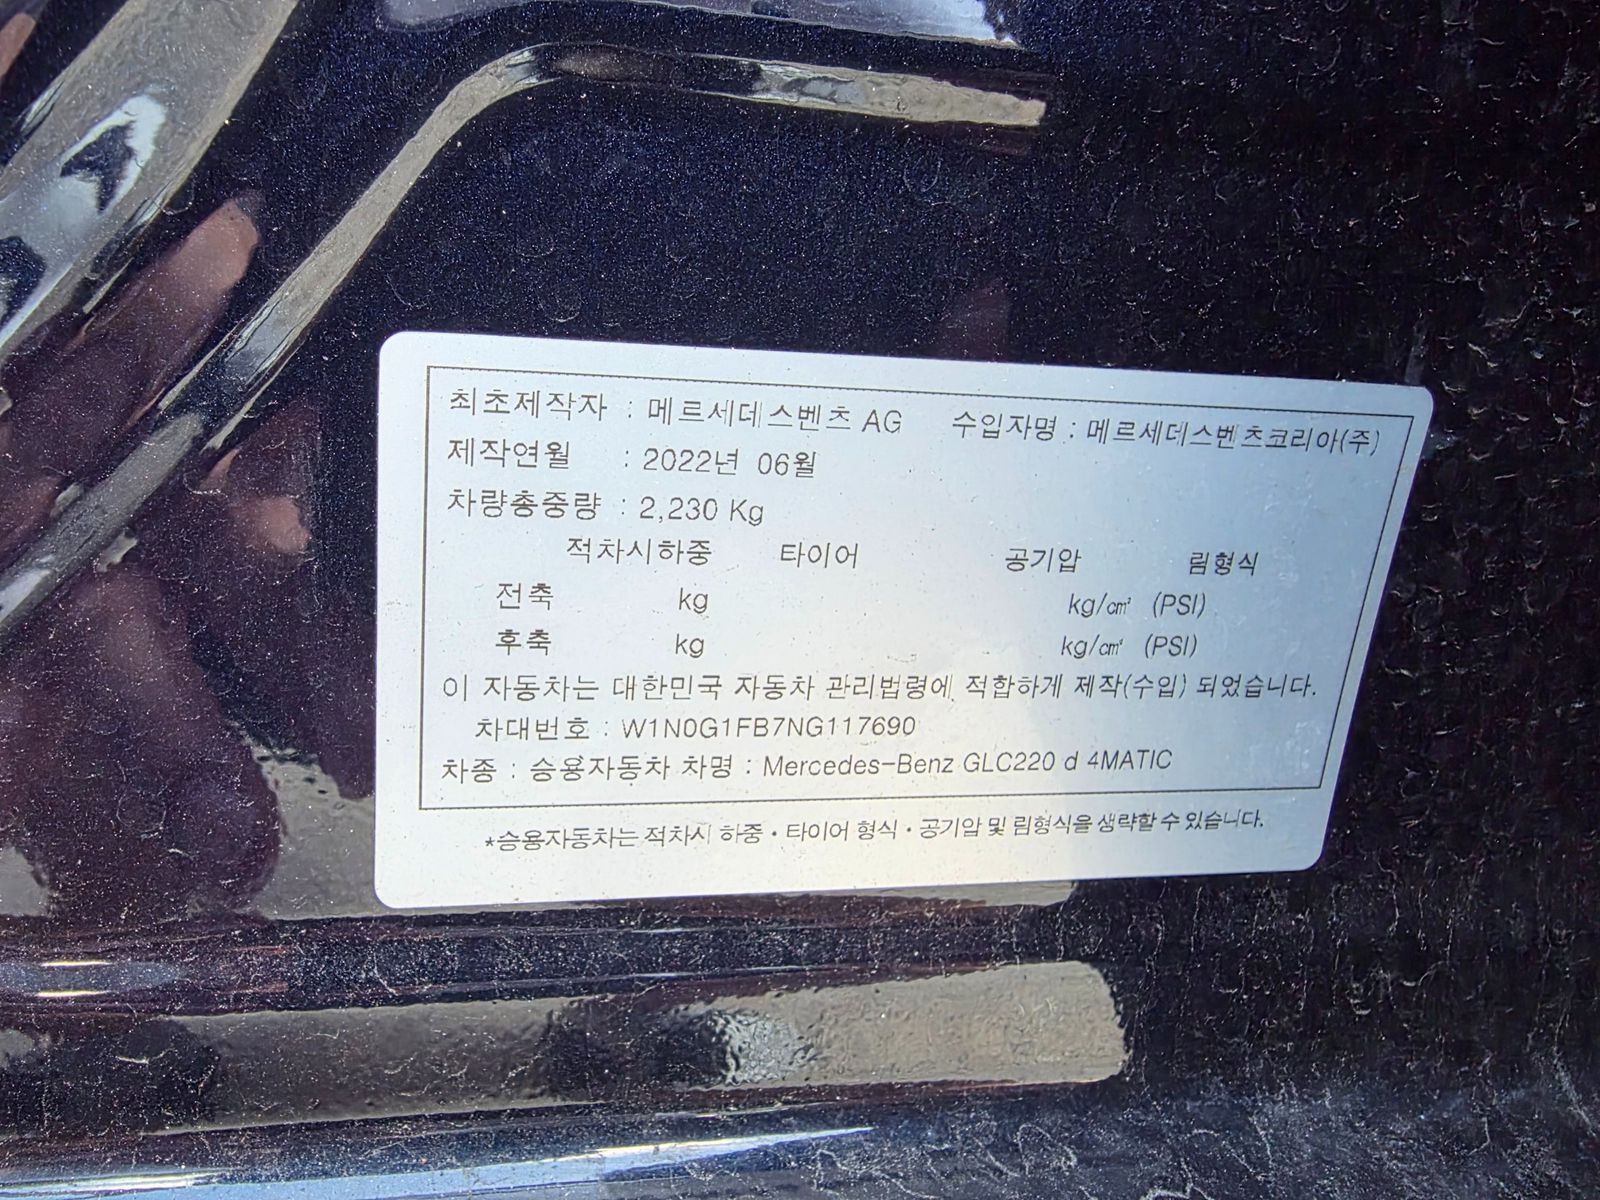 최초제작자 : 메르세데스벤츠 AG 수입자명 : 메르세데스벤츠코리아(주)
제작연월 : 2022년 06월
차량총중량 : 2,230 Kg
적차시하중 타이어 공기압 림형식
전축 kg kg/㎠ (PSI)
후축 kg kg/㎠ (PSI)
이 자동차는 대한민국 자동차 관리법령에 적합하게 제작(수입) 되었습니다.
차대번호 : W1N0G1FB7NG117690
차종 : 승용자동차 차명 : Mercedes-Benz GLC220 d 4MATIC
*승용자동차는 적차시 하중·타이어 형식·공기압 및 림형식을 생략할 수 있습니다.